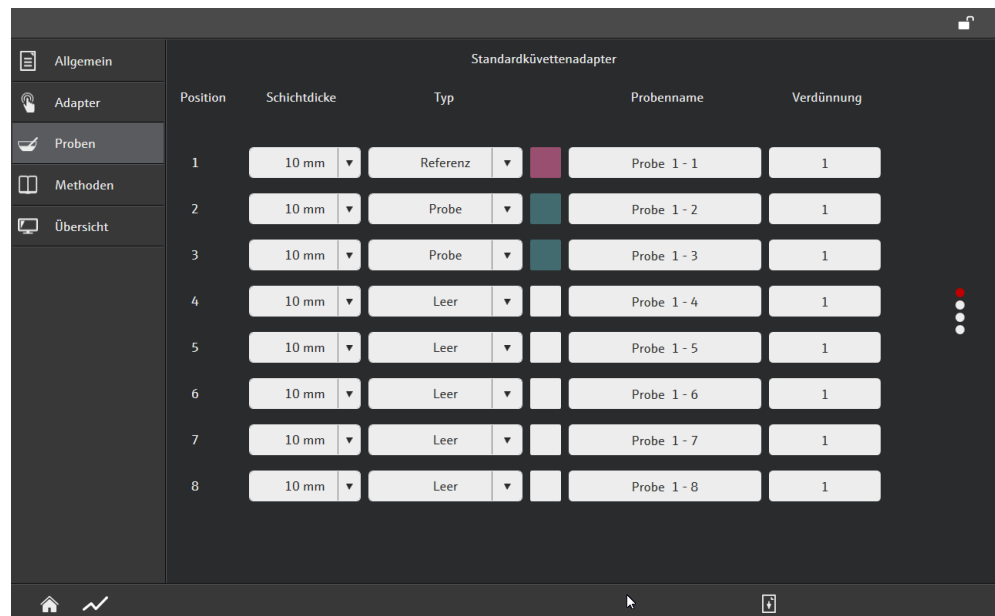 Standardküvettenadapter
Allgemein
Adapter
Proben
Methoden
Übersicht
Position Schichtdicke Typ Probenname Verdünnung
1 10 mm Referenz Probe 1 - 1 1
2 10 mm Probe Probe 1 - 2 1
3 10 mm Probe Probe 1 - 3 1
4 10 mm Leer Probe 1 - 4 1
5 10 mm Leer Probe 1 - 5 1
6 10 mm Leer Probe 1 - 6 1
7 10 mm Leer Probe 1 - 7 1
8 10 mm Leer Probe 1 - 8 1